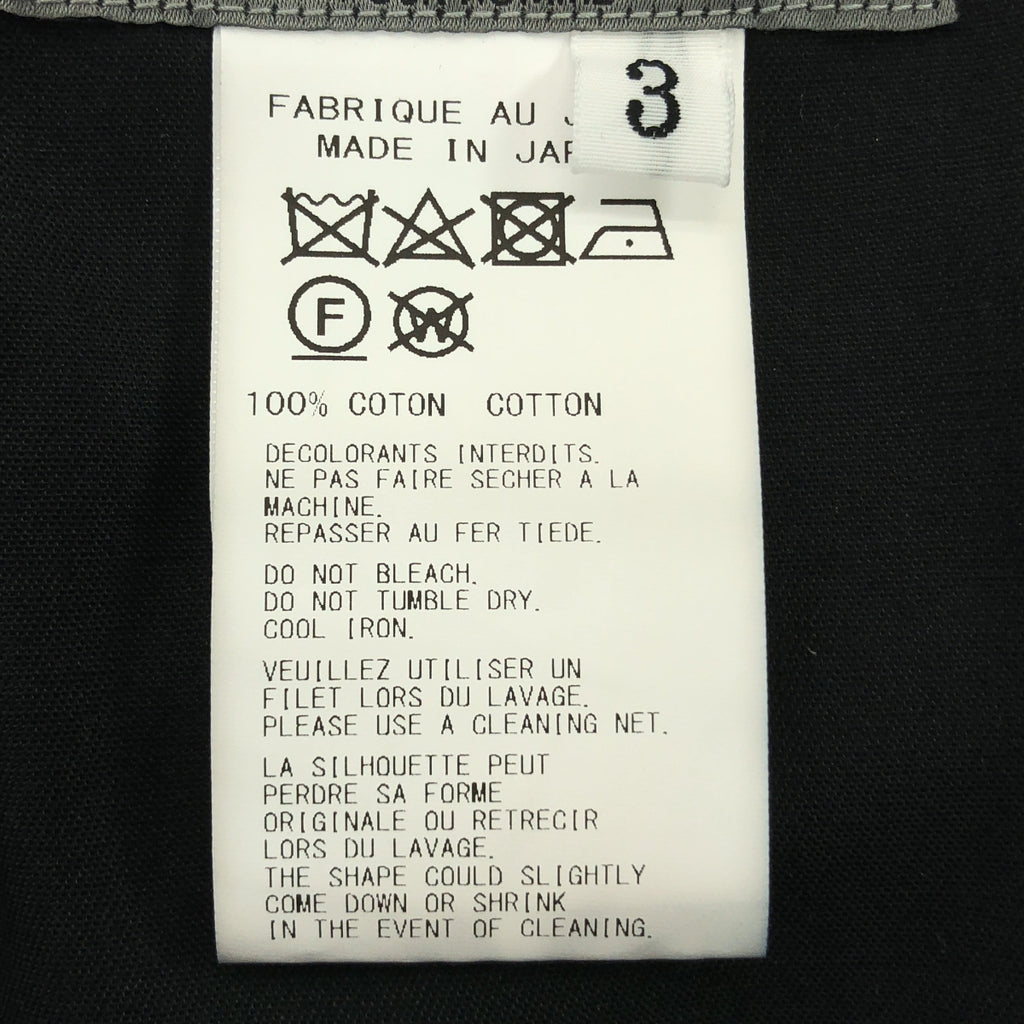 3
FABRIQUE AU
MADE IN
F
W
100% COTON COTTON
DECOLORANTS INTERDITS.
NE PAS FAIRE SECHER A LA
MACHINE.
REPASSER AU FER TIEDE.
DO NOT BLEACH.
DO NOT TUMBLE DRY.
COOL IRON.
VEUILLEZ UTILISER UN
FILET LORS DU LAVAGE.
PLEASE USE A CLEANING NET.
LA SILHOUETTE PEUT
PERDRE SA FORME
ORIGINALE OU RETRECIR
LORS DU LAVAGE.
THE SHAPE COULD SLIGHTLY
COME DOWN OR SHRINK
IN THE EVENT OF CLEANING.